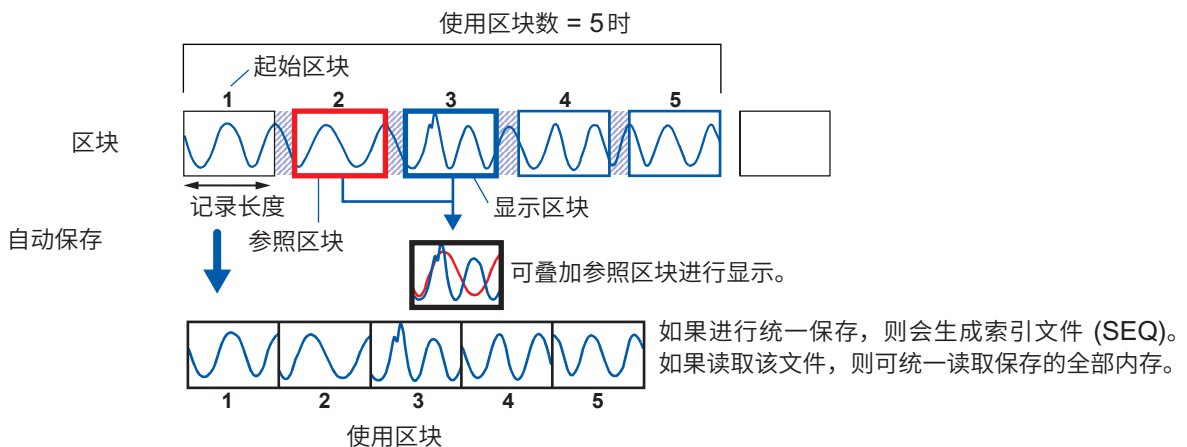 使用区块数 = 5时
起始区块
1 2 3 4 5
区块
记录长度
显示区块
自动保存
参照区块
可叠加参照区块进行显示。
如果进行统一保存，则会生成索引文件 (SEQ)。
如果读取该文件，则可统一读取保存的全部内存。
1 2 3 4 5
使用区块